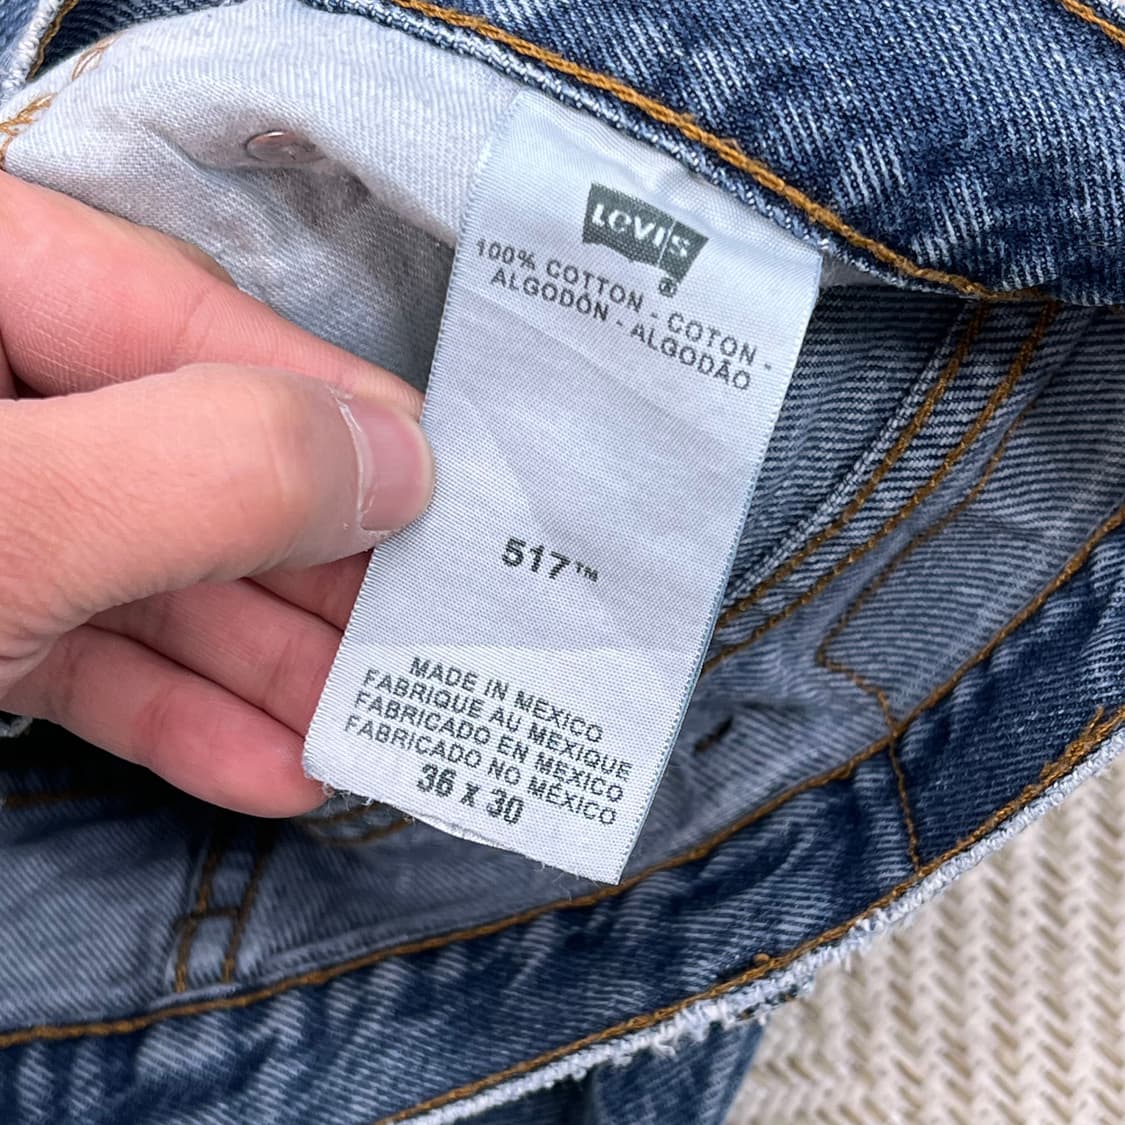 LEVI'S
®
100% COTTON - COTON -
ALGODÓN - ALGODÃO
517™
MADE IN MEXICO
FABRIQUE AU MEXIQUE
FABRICADO EN MEXICO
FABRICADO NO MÉXICO
36 x 30